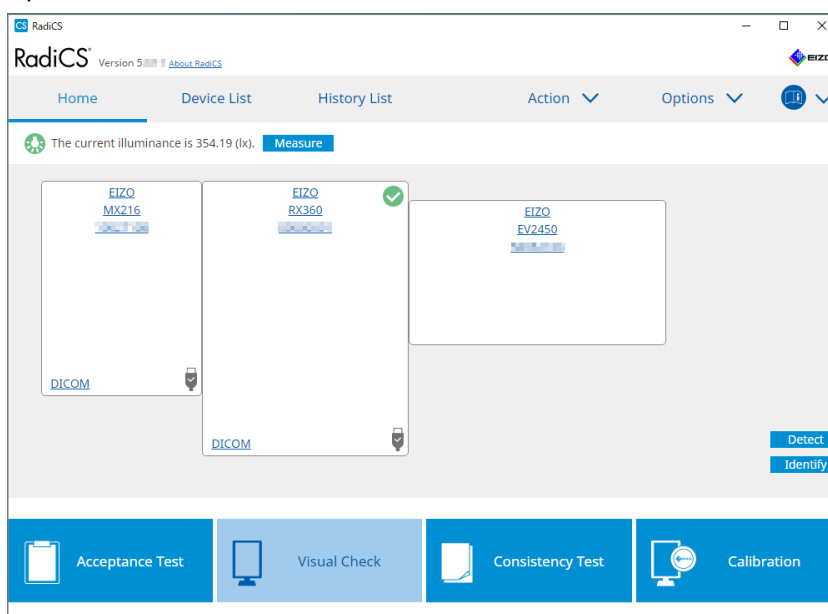 CS RadiCS
RadiCS® Version 5. About RadiCS
EIZO
Home Device List History List Action Options
The current illuminance is 354.19 (lx). Measure
EIZO
MX216
DICOM
EIZO
RX360
DICOM
EIZO
EV2450
Detect
Identify
Acceptance Test Visual Check Consistency Test Calibration